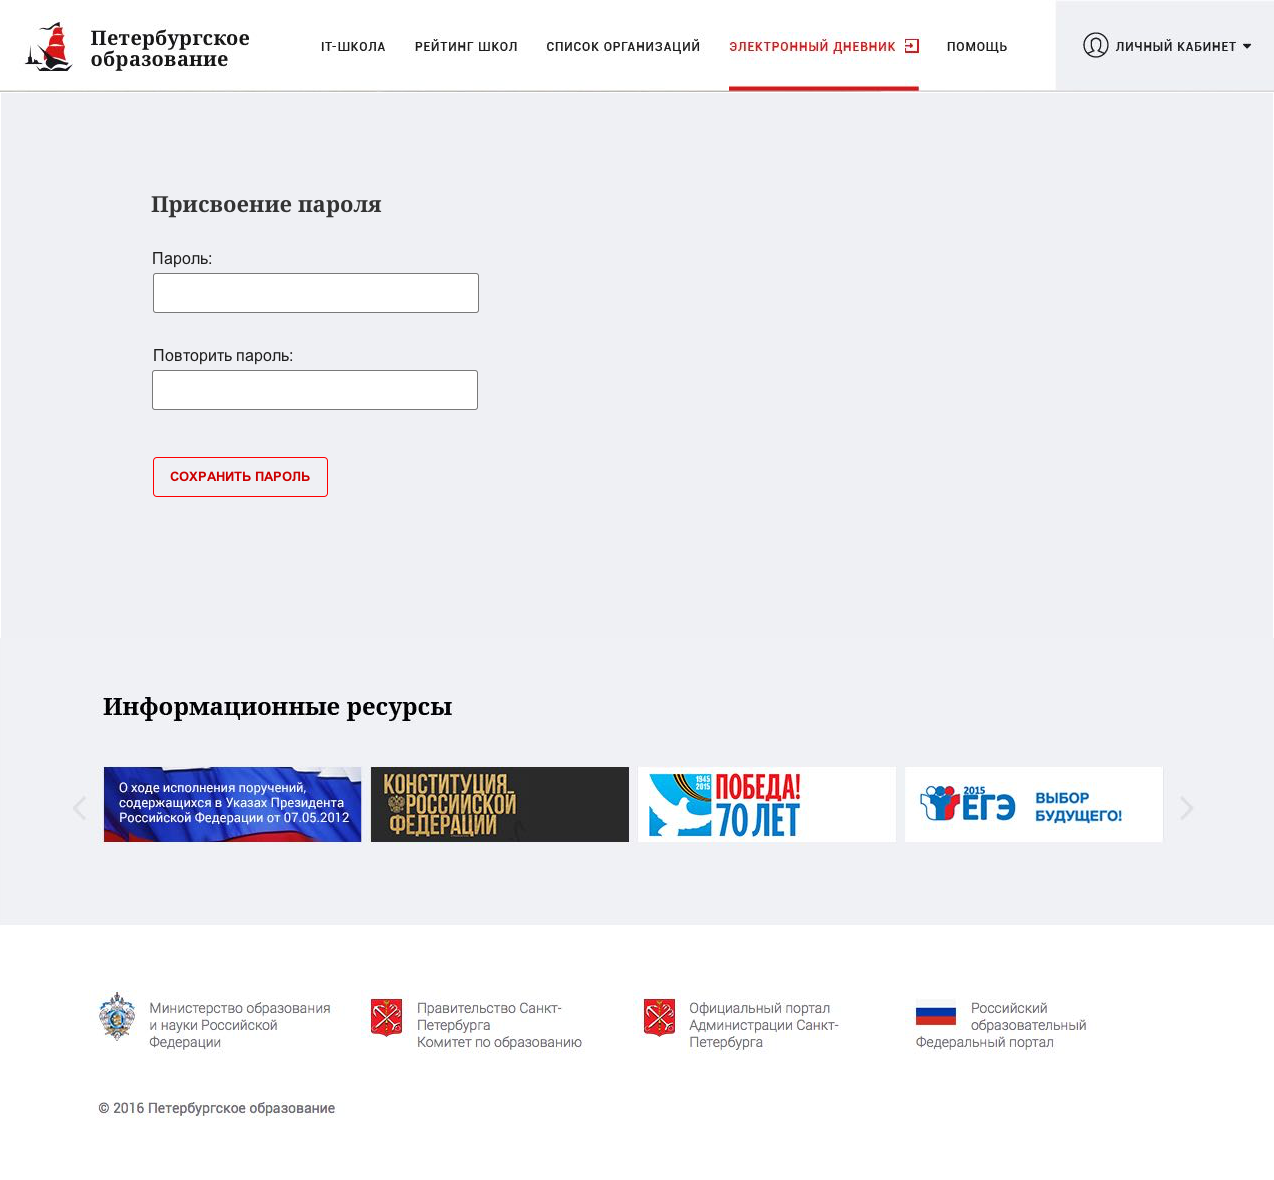 Петербургское
образование
IT-ШКОЛА
РЕЙТИНГ ШКОЛ
СПИСОК ОРГАНИЗАЦИЙ
ЭЛЕКТРОННЫЙ ДНЕВНИК
ПОМОЩЬ
ЛИЧНЫЙ КАБИНЕТ
Присвоение пароля
Пароль:
Повторить пароль:
СОХРАНИТЬ ПАРОЛЬ
Информационные ресурсы
О ходе исполнения поручений,
содержащихся в Указах Президента
Российской Федерации от 07.05.2012
КОНСТИТУЦИЯ
РОССИЙСКОЙ
ФЕДЕРАЦИИ
1945
2015
ПОБЕДА!
70 ЛЕТ
2015
ЕГЭ
ВЫБОР
БУДУЩЕГО!
Министерство образования
и науки Российской
Федерации
Правительство Санкт-
Петербурга
Комитет по образованию
Официальный портал
Администрации Санкт-
Петербурга
Российский
образовательный
Федеральный портал
© 2016 Петербургское образование